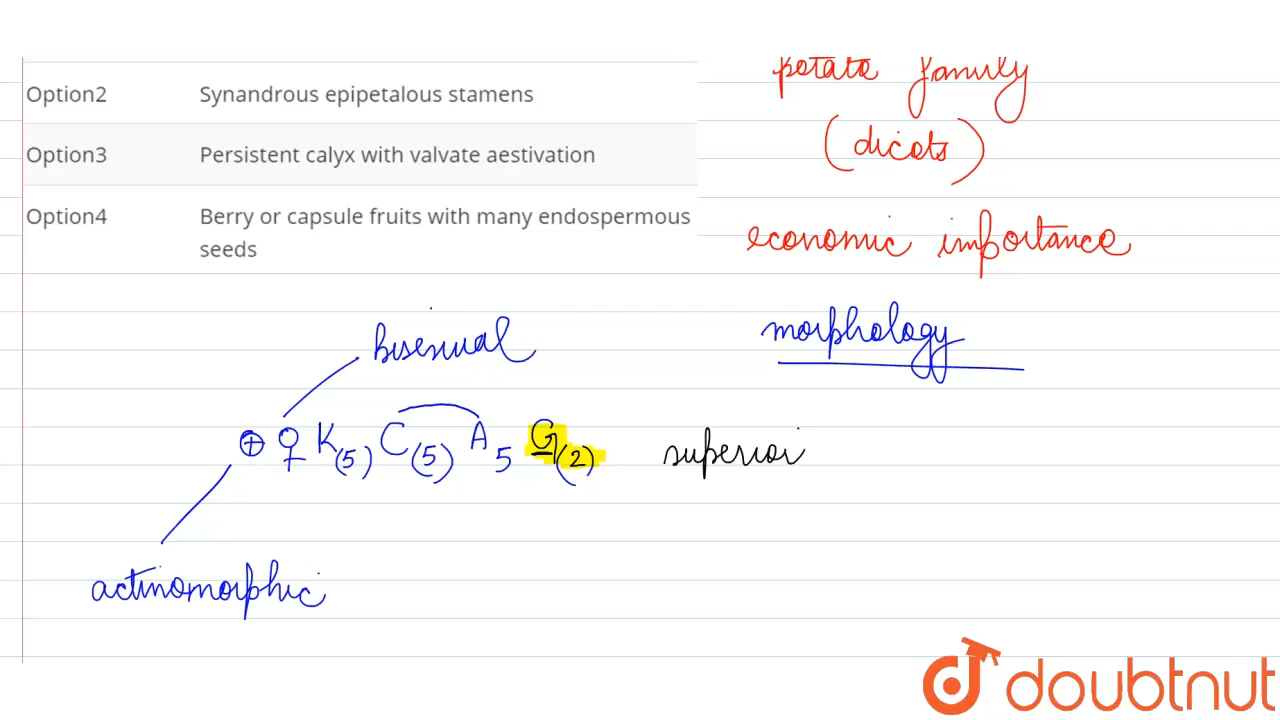 Option2 Synandrous epipetalous stamens
Option3 Persistent calyx with valvate aestivation
Option4 Berry or capsule fruits with many endospermous
seeds
potato family
(dicots)
economic importance
morphology
bisexual
⊕ ♀ K(5) C(5) A5 G(2) superior
actinomorphic
doubtnut